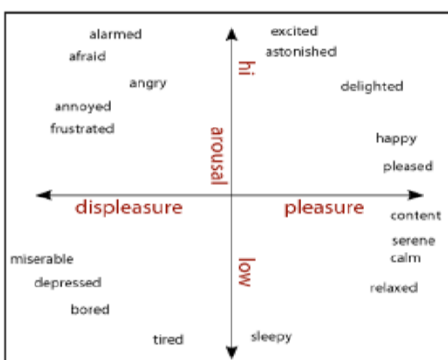 alarmed
excited
afraid
astonished
hi
angry
delighted
annoyed
frustrated
happy
arousal
pleased
displeasure
pleasure
content
serene
miserable
calm
low
depressed
relaxed
bored
tired
sleepy